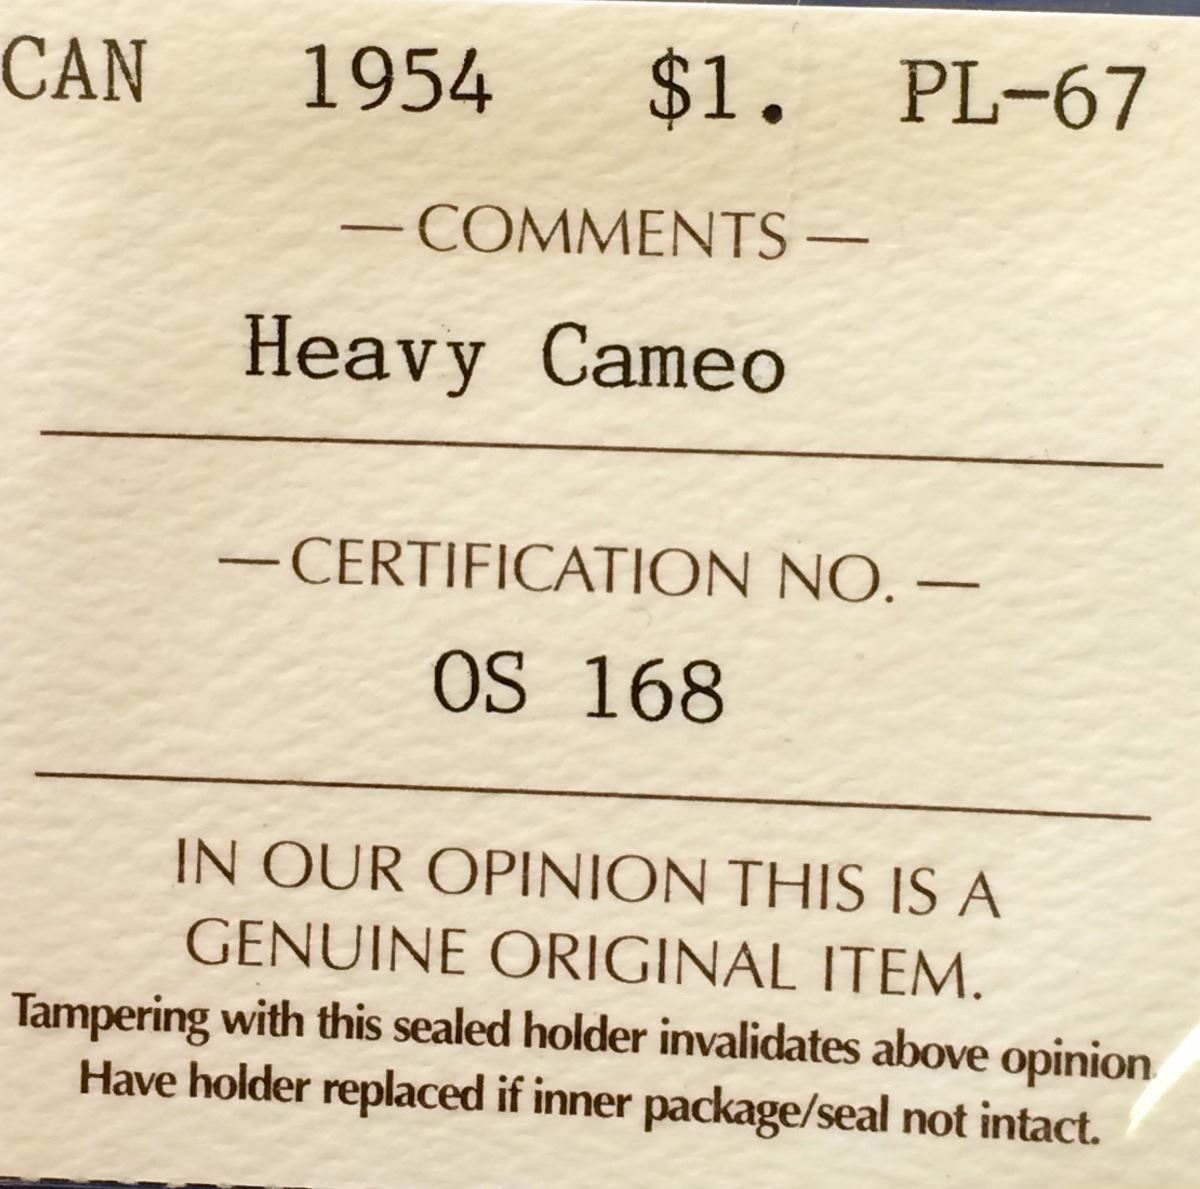 CAN 1954 $1. PL-67
— COMMENTS —
Heavy Cameo
— CERTIFICATION NO. —
OS 168
IN OUR OPINION THIS IS A
GENUINE ORIGINAL ITEM.
Tampering with this sealed holder invalidates above opinion.
Have holder replaced if inner package/seal not intact.